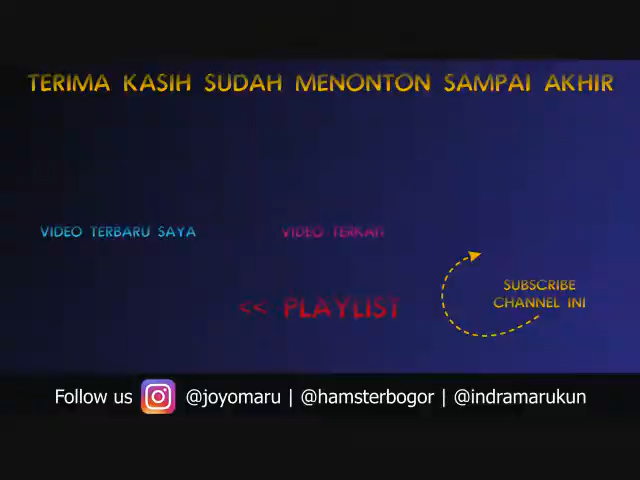 TERIMA KASIH SUDAH MENONTON SAMPAI AKHIR
VIDEO TERBARU SAYA
VIDEO TERKAIT
SUBSCRIBE
CHANNEL INI
<< PLAYLIST
Follow us @joyomaru | @hamsterbogor | @indramarukun